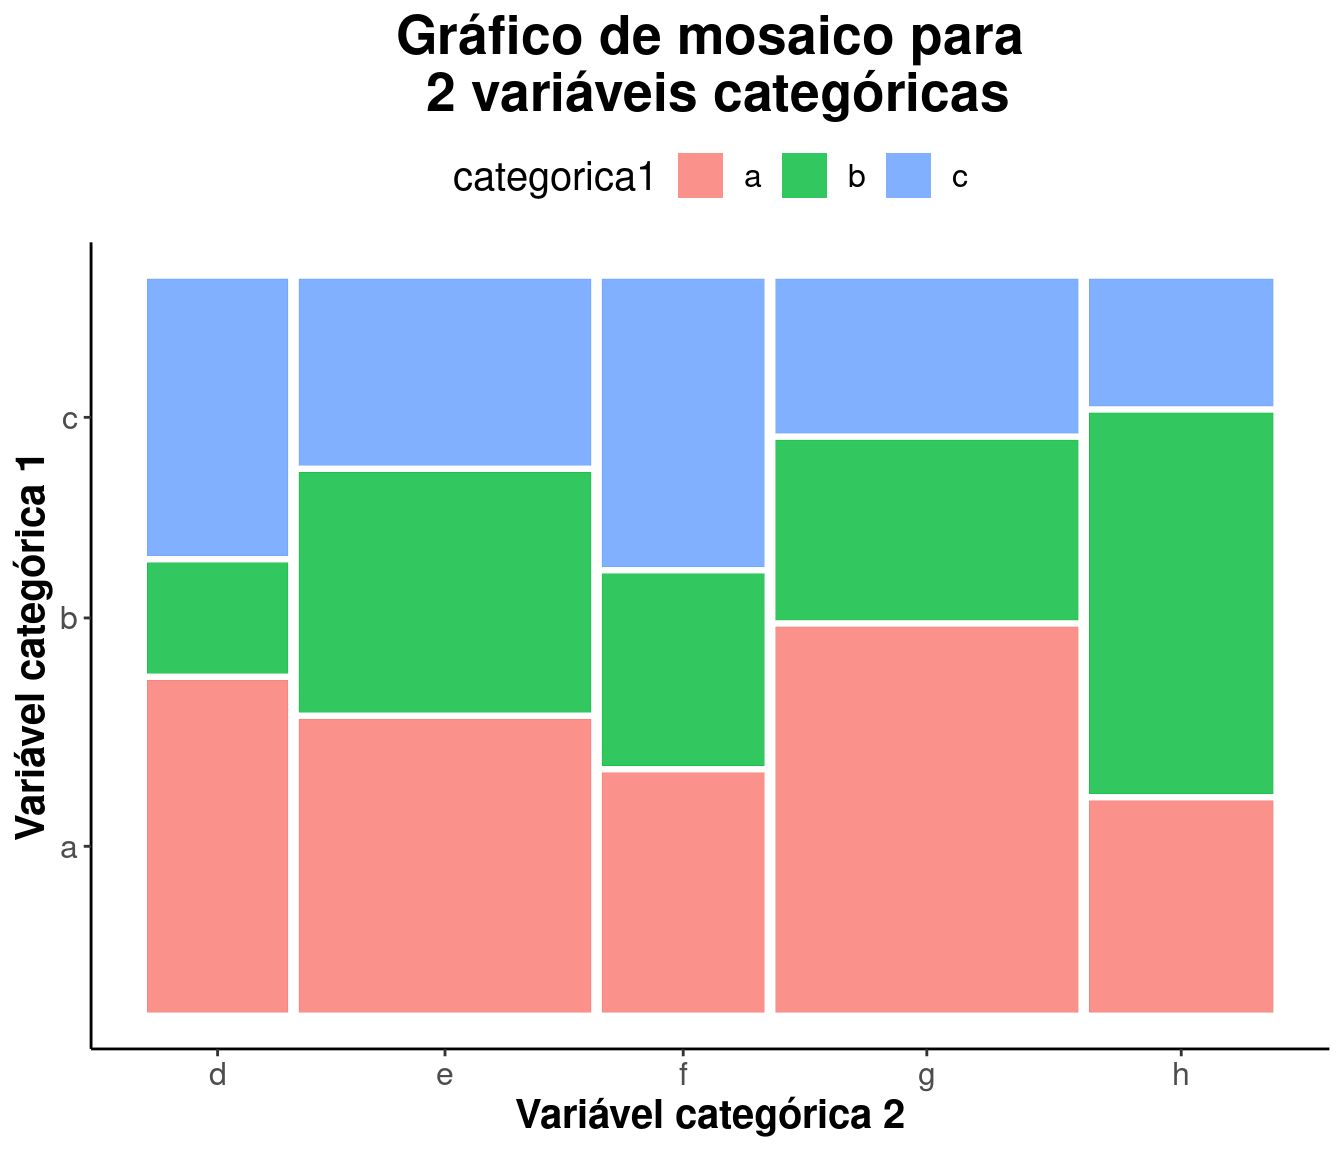 Gráfico de mosaico para
2 variáveis categóricas
categorica1 a b c
Variável categórica 1
c
b
a
d e f g h
Variável categórica 2